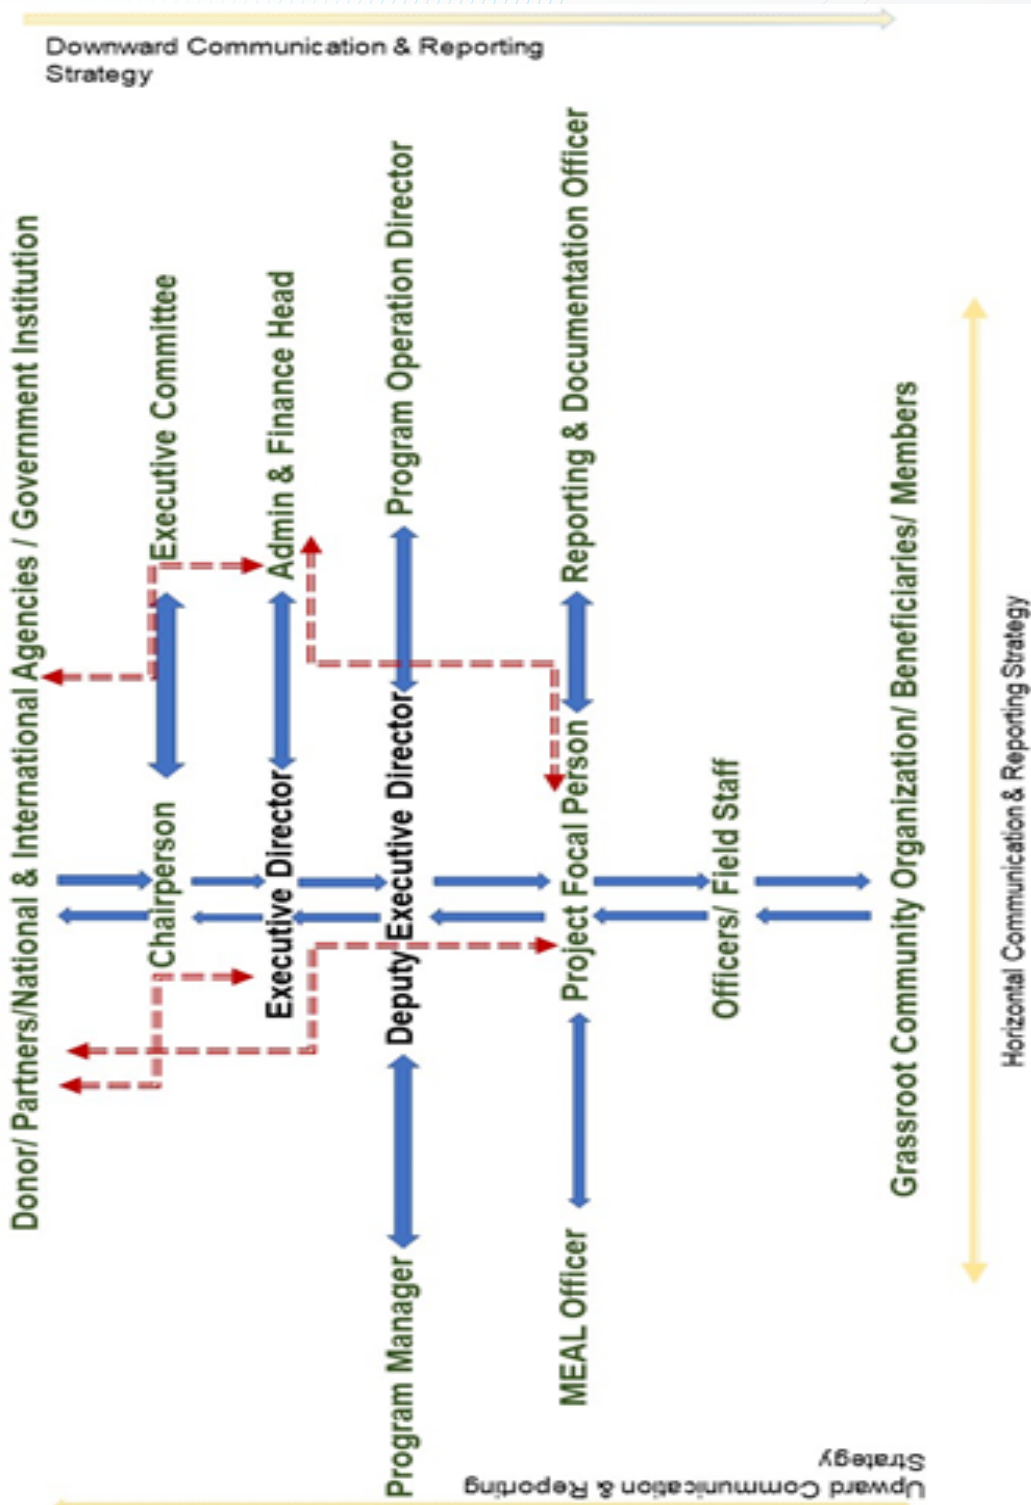 Downward Communication & Reporting
Strategy
Donor/ Partners/National & International Agencies / Government Institution
Chairperson
Executive Committee
Executive Director
Admin & Finance Head
Program Manager
Deputy Executive Director
Program Operation Director
MEAL Officer
Project Focal Person
Reporting & Documentation Officer
Officers/ Field Staff
Grassroot Community Organization/ Beneficiaries/ Members
Upward Communication & Reporting
Strategy
Horizontal Communication & Reporting Strategy